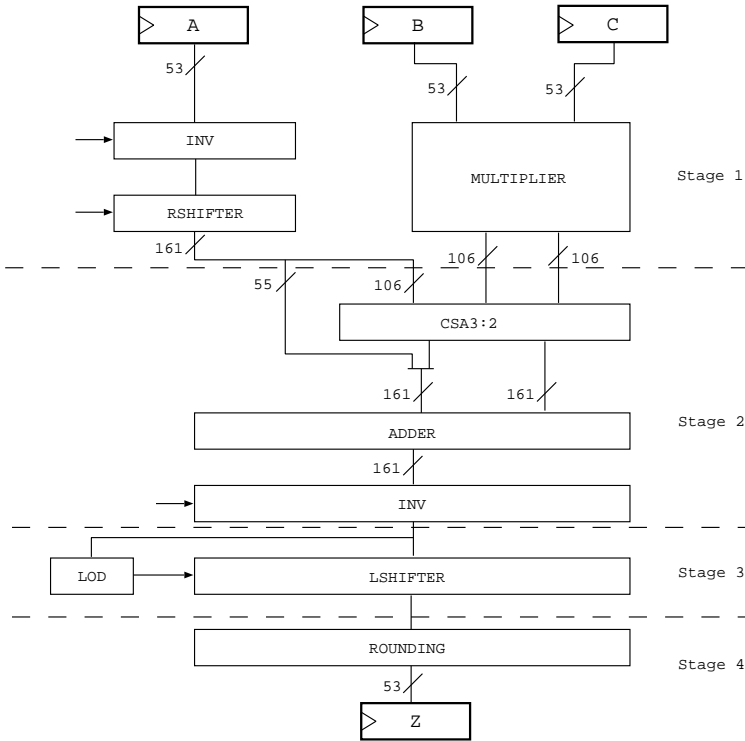 A
B
C
53
53
53
INV
MULTIPLIER
Stage 1
RSHIFTER
161
106
106
55
106
CSA3:2
161
161
Stage 2
ADDER
161
INV
LOD
LSHIFTER
Stage 3
ROUNDING
Stage 4
53
Z